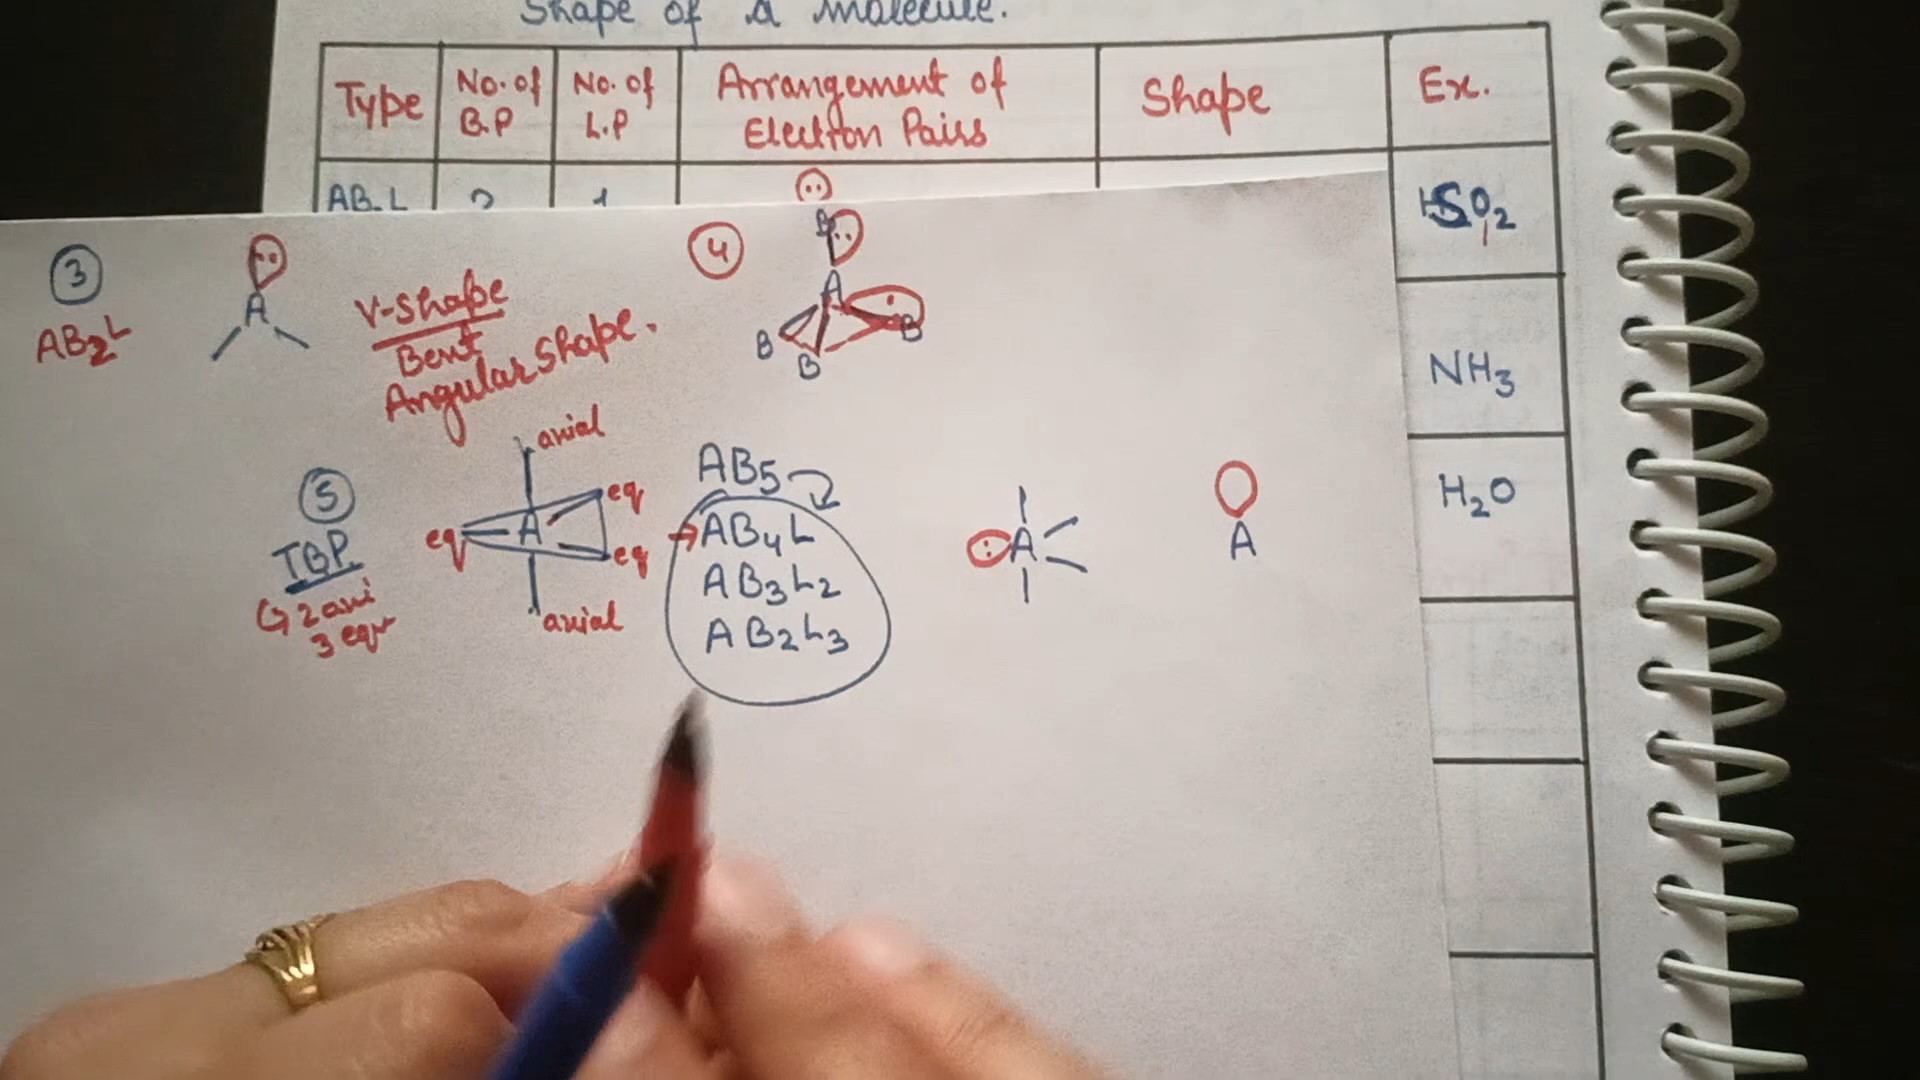 Shape of a molecule.
Type
No. of B.P
No. of L.P
Arrangement of Electron Pairs
Shape
Ex.
AB2L 2 1
SO2
NH3
H2O
3
AB2L
A
V-Shape
Bent
Angular Shape.
4
B
A
B
B
B
5
TBP
2 axi
3 eqr
axial
eq
A
eq
eq
axial
AB5
AB4L
AB3L2
AB2L3
A
A